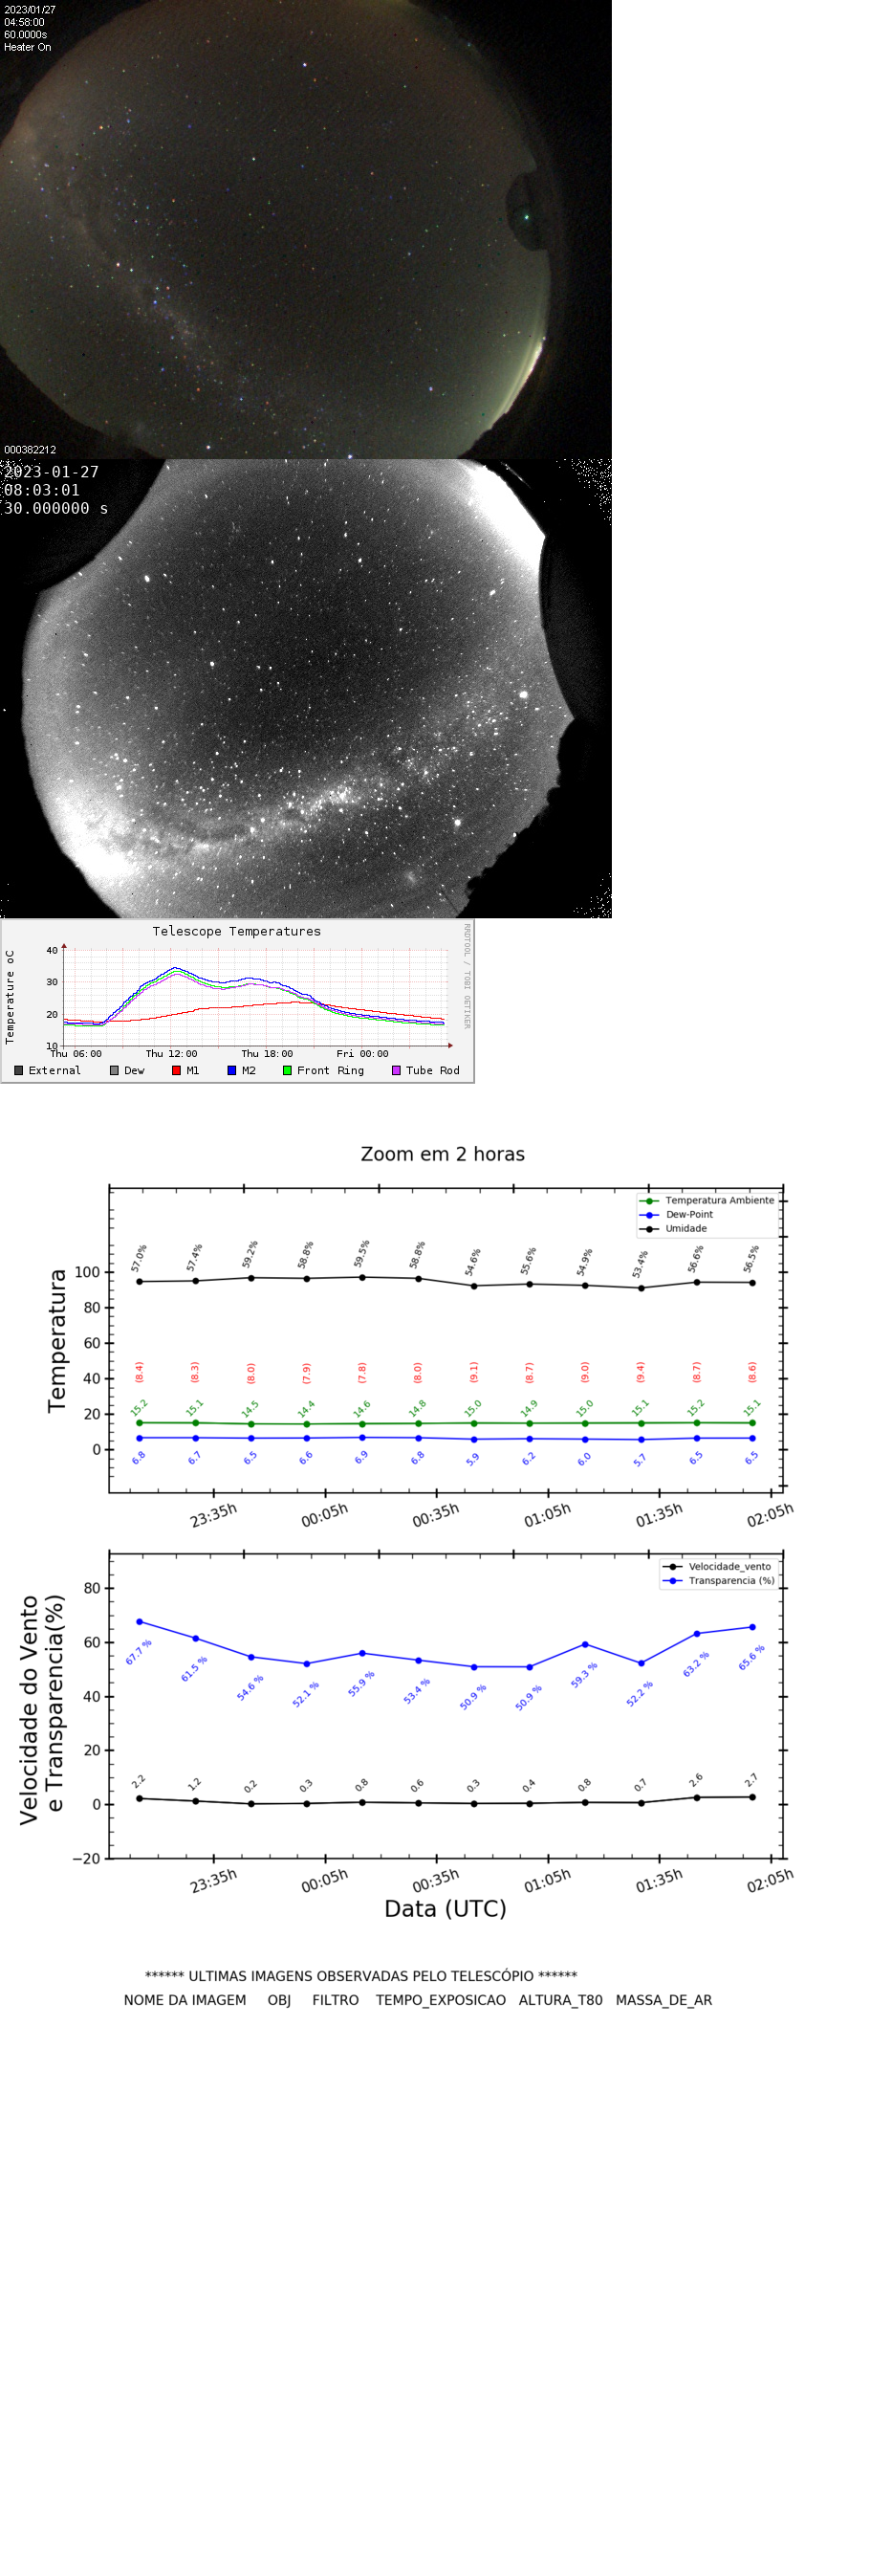 2023/01/27
04:58:00
60.0000s
Heater On
000382212
2023-01-27
08:03:01
30.000000 s
Telescope Temperatures
RRDTOOL / TOBI OETIKER
Temperature oC
40
30
20
10
Thu 06:00 Thu 12:00 Thu 18:00 Fri 00:00
External Dew M1 M2 Front Ring Tube Rod
Zoom em 2 horas
Temperatura Ambiente
Dew-Point
Umidade
Temperatura
57.0% 57.4% 59.2% 58.8% 59.5% 58.8% 54.6% 55.6% 54.9% 53.4% 56.6% 56.5%
100
80
60
40
20
0
(8.4) (8.3) (8.0) (7.9) (7.8) (8.0) (9.1) (8.7) (9.0) (9.4) (8.7) (8.6)
15.2 15.1 14.5 14.4 14.6 14.8 15.0 14.9 15.0 15.1 15.2 15.1
6.8 6.7 6.5 6.6 6.9 6.8 5.9 6.2 6.0 5.7 6.5 6.5
23:35h 00:05h 00:35h 01:05h 01:35h 02:05h
Velocidade_vento
Transparencia (%)
Velocidade do Vento
e Transparencia(%)
80
60
40
20
0
−20
67.7 % 61.5 % 54.6 % 52.1 % 55.9 % 53.4 % 50.9 % 50.9 % 59.3 % 52.2 % 63.2 % 65.6 %
2.2 1.2 0.2 0.3 0.8 0.6 0.3 0.4 0.8 0.7 2.6 2.7
23:35h 00:05h 00:35h 01:05h 01:35h 02:05h
Data (UTC)
****** ULTIMAS IMAGENS OBSERVADAS PELO TELESCÓPIO ******
NOME DA IMAGEM OBJ FILTRO TEMPO_EXPOSICAO ALTURA_T80 MASSA_DE_AR